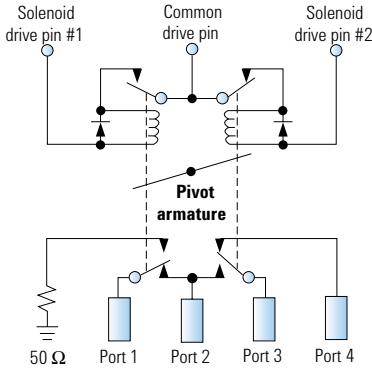 Solenoid
drive pin #1
Common
drive pin
Solenoid
drive pin #2
Pivot
armature
50 Ω
Port 1
Port 2
Port 3
Port 4